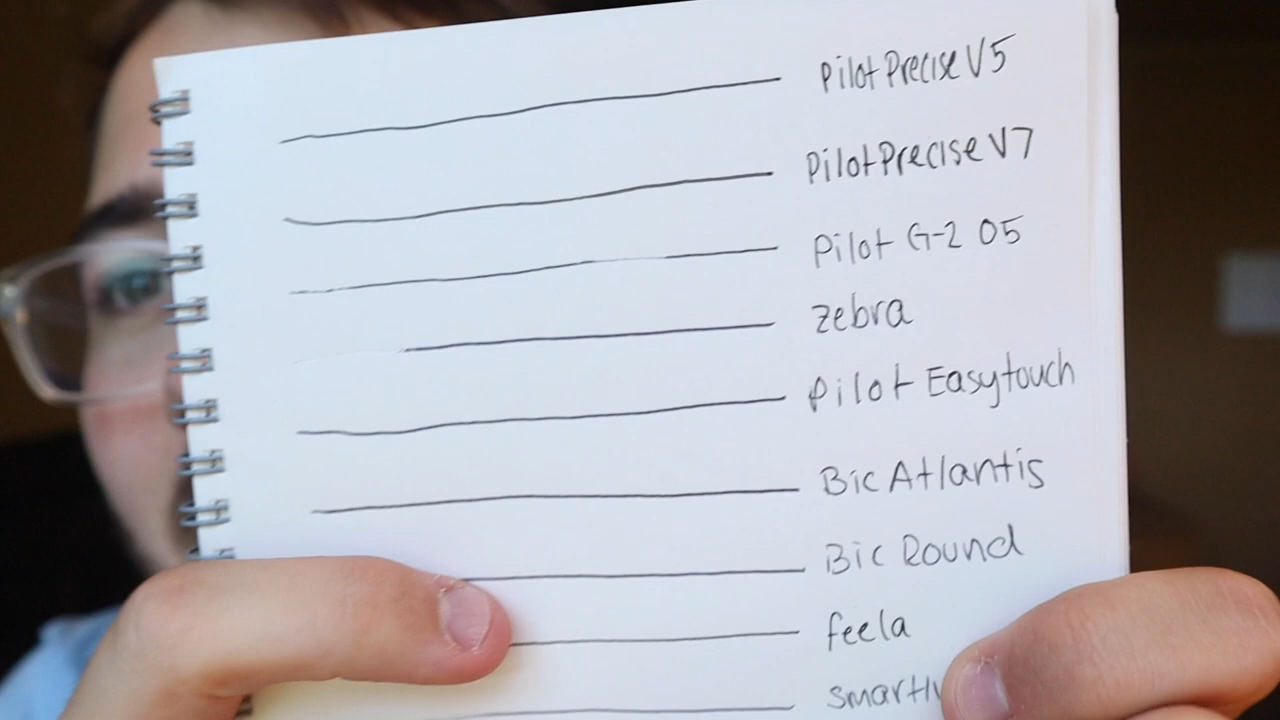 Pilot Precise V5
Pilot Precise V7
Pilot G-2 05
Zebra
Pilot Easytouch
Bic Atlantis
Bic Round
feela